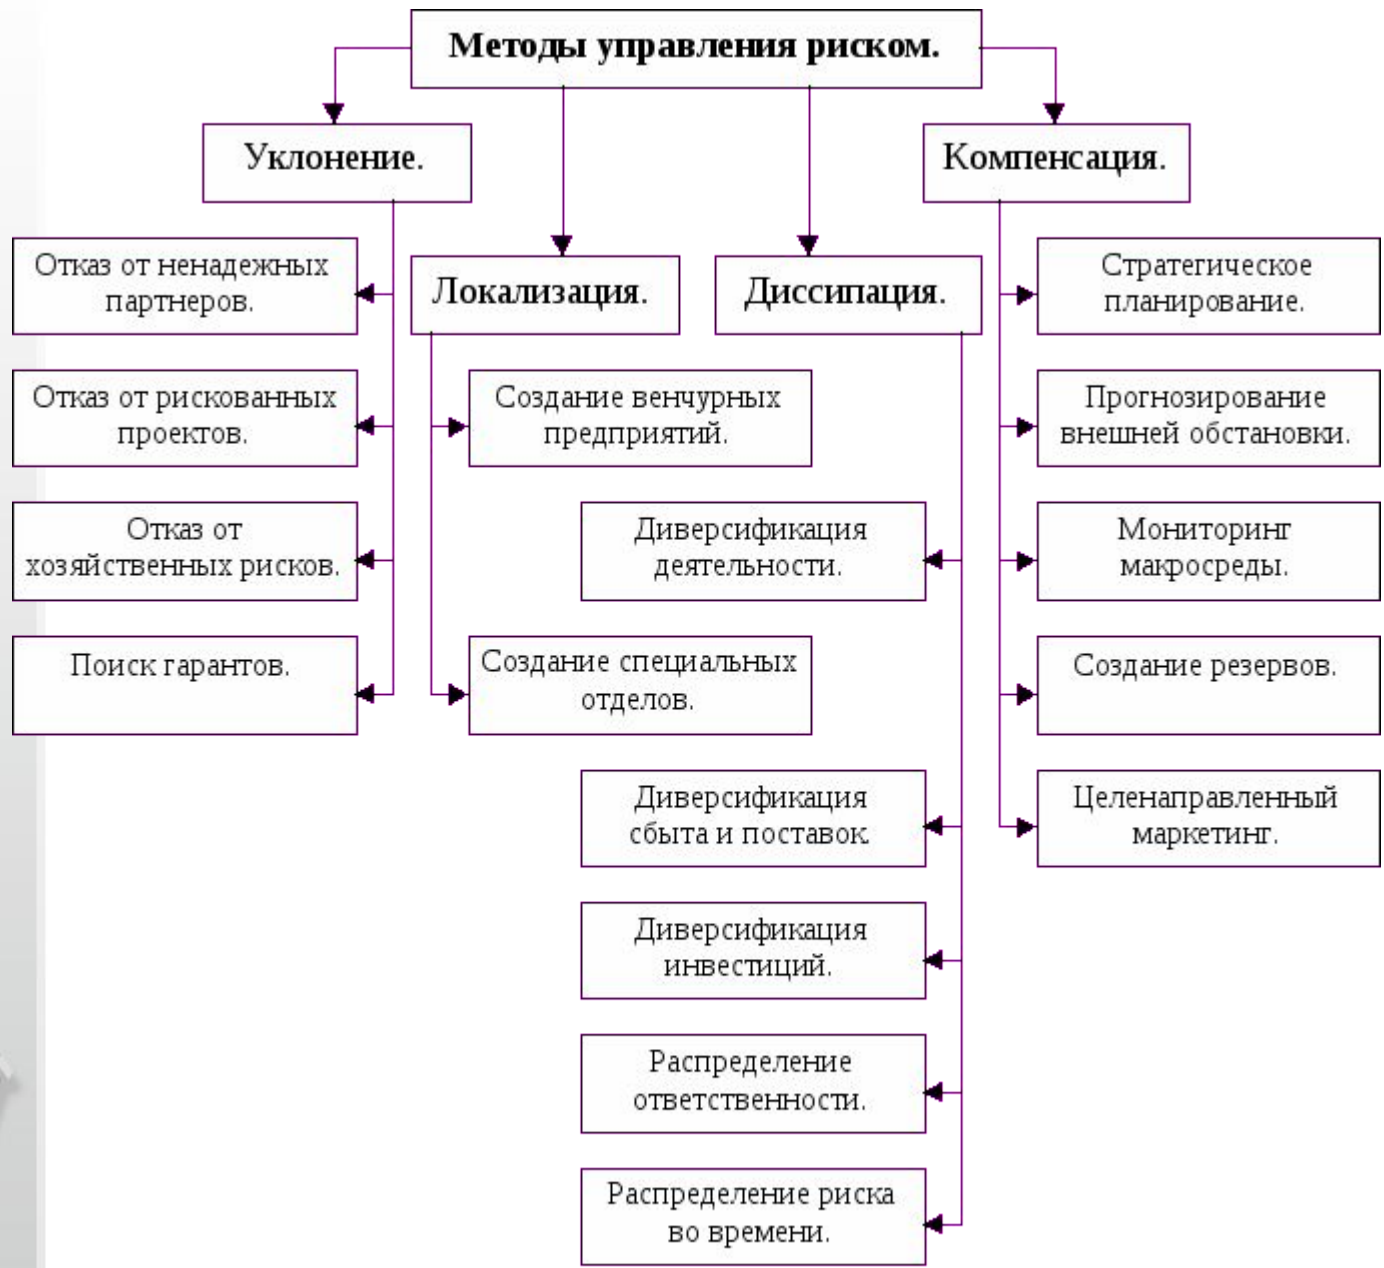 Методы управления риском.
Уклонение.
Компенсация.
Локализация.
Диссипация.
Отказ от ненадежных
партнеров.
Отказ от рискованных
проектов.
Отказ от
хозяйственных рисков.
Поиск гарантов.
Создание венчурных
предприятий.
Создание специальных
отделов.
Диверсификация
деятельности.
Диверсификация
сбыта и поставок.
Диверсификация
инвестиций.
Распределение
ответственности.
Распределение риска
во времени.
Стратегическое
планирование.
Прогнозирование
внешней обстановки.
Мониторинг
макросреды.
Создание резервов.
Целенаправленный
маркетинг.